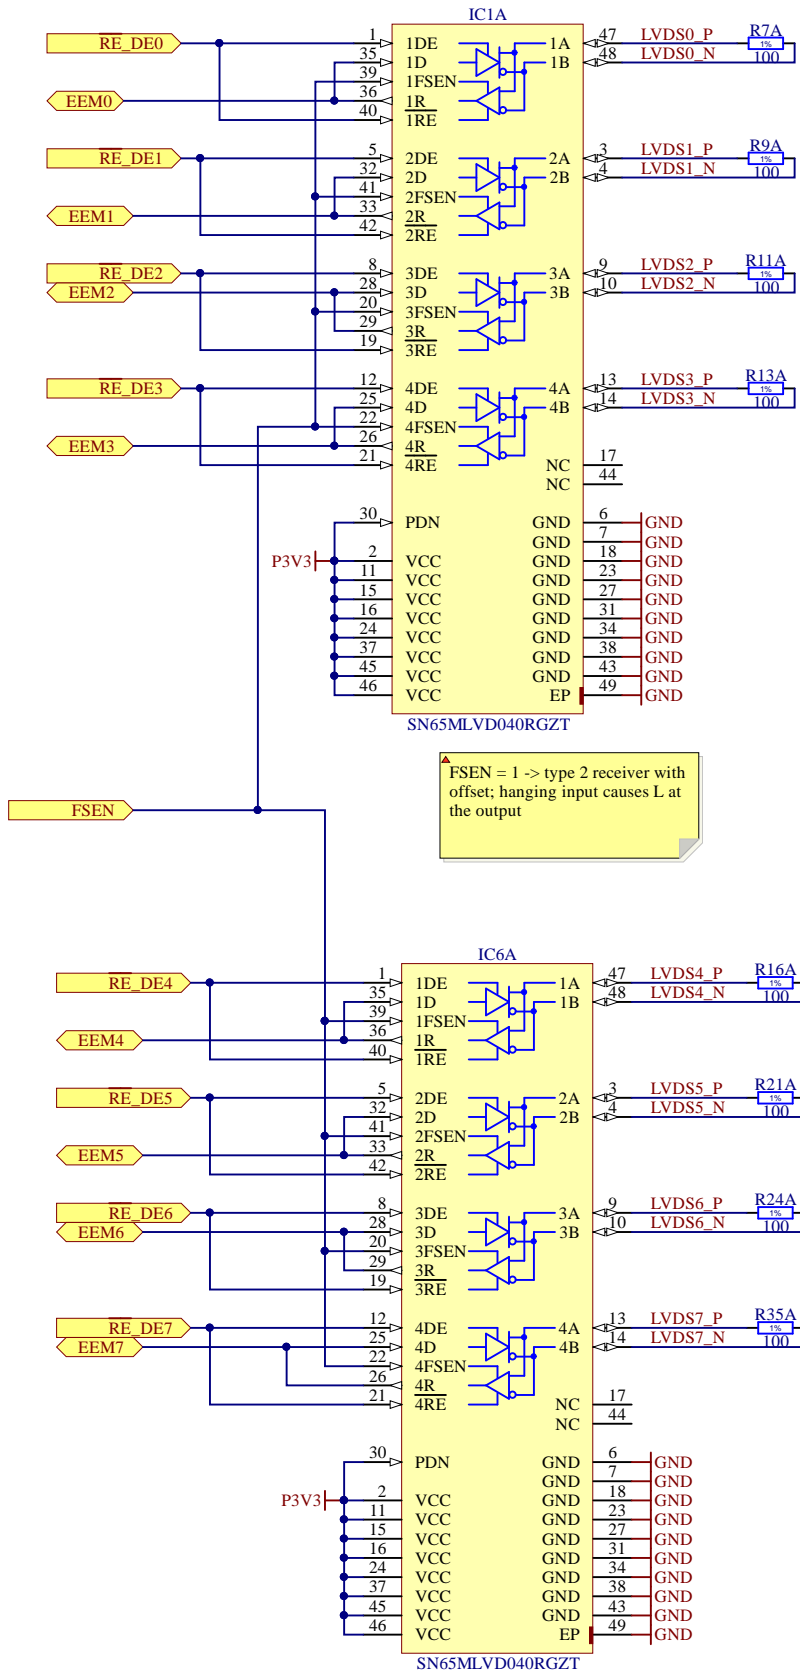 IC1A
RE_DE0 1 1DE 1A 47 LVDS0_P R7A
35 1D 1B 48 LVDS0_N 1% 100
39 1FSEN
EEM0 36 1R
40 1RE
RE_DE1 5 2DE 2A 3 LVDS1_P R9A
32 2D 2B 4 LVDS1_N 1% 100
41 2FSEN
EEM1 33 2R
42 2RE
RE_DE2 8 3DE 3A 9 LVDS2_P R11A
EEM2 28 3D 3B 10 LVDS2_N 1% 100
20 3FSEN
29 3R
19 3RE
RE_DE3 12 4DE 4A 13 LVDS3_P R13A
25 4D 4B 14 LVDS3_N 1% 100
22 4FSEN
EEM3 26 4R
21 4RE NC 17
NC 44
30 PDN GND 6 GND
GND 7 GND
P3V3 2 VCC GND 18 GND
11 VCC GND 23 GND
15 VCC GND 27 GND
16 VCC GND 31 GND
24 VCC GND 34 GND
37 VCC GND 38 GND
45 VCC GND 43 GND
46 VCC EP 49 GND
SN65MLVD040RGZT
FSEN = 1 -> type 2 receiver with
offset; hanging input causes L at
the output
FSEN
IC6A
RE_DE4 1 1DE 1A 47 LVDS4_P R16A
35 1D 1B 48 LVDS4_N 1% 100
39 1FSEN
EEM4 36 1R
40 1RE
RE_DE5 5 2DE 2A 3 LVDS5_P R21A
32 2D 2B 4 LVDS5_N 1% 100
41 2FSEN
EEM5 33 2R
42 2RE
RE_DE6 8 3DE 3A 9 LVDS6_P R24A
EEM6 28 3D 3B 10 LVDS6_N 1% 100
20 3FSEN
29 3R
19 3RE
RE_DE7 12 4DE 4A 13 LVDS7_P R35A
EEM7 25 4D 4B 14 LVDS7_N 1% 100
22 4FSEN
26 4R
21 4RE NC 17
NC 44
30 PDN GND 6 GND
GND 7 GND
P3V3 2 VCC GND 18 GND
11 VCC GND 23 GND
15 VCC GND 27 GND
16 VCC GND 31 GND
24 VCC GND 34 GND
37 VCC GND 38 GND
45 VCC GND 43 GND
46 VCC EP 49 GND
SN65MLVD040RGZT